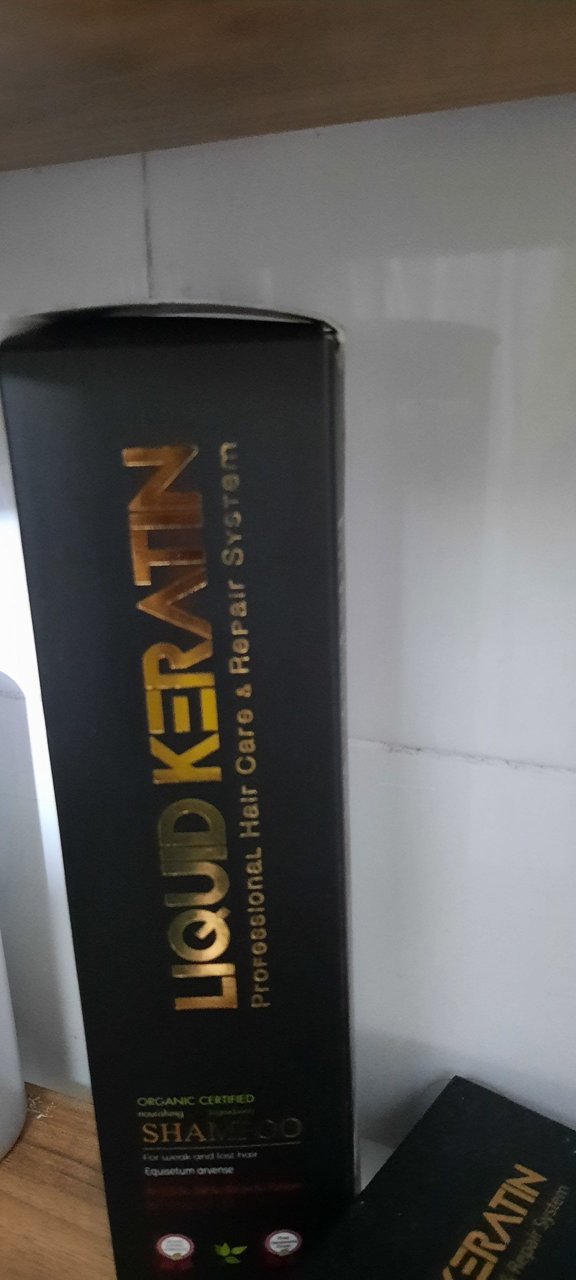 LIQUID KERATIN
Professional Hair Care & Repair System
ORGANIC CERTIFIED
nourishing
SHAMPOO
For weak and lost hair
Equisetum arvense
KERATIN
Repair System